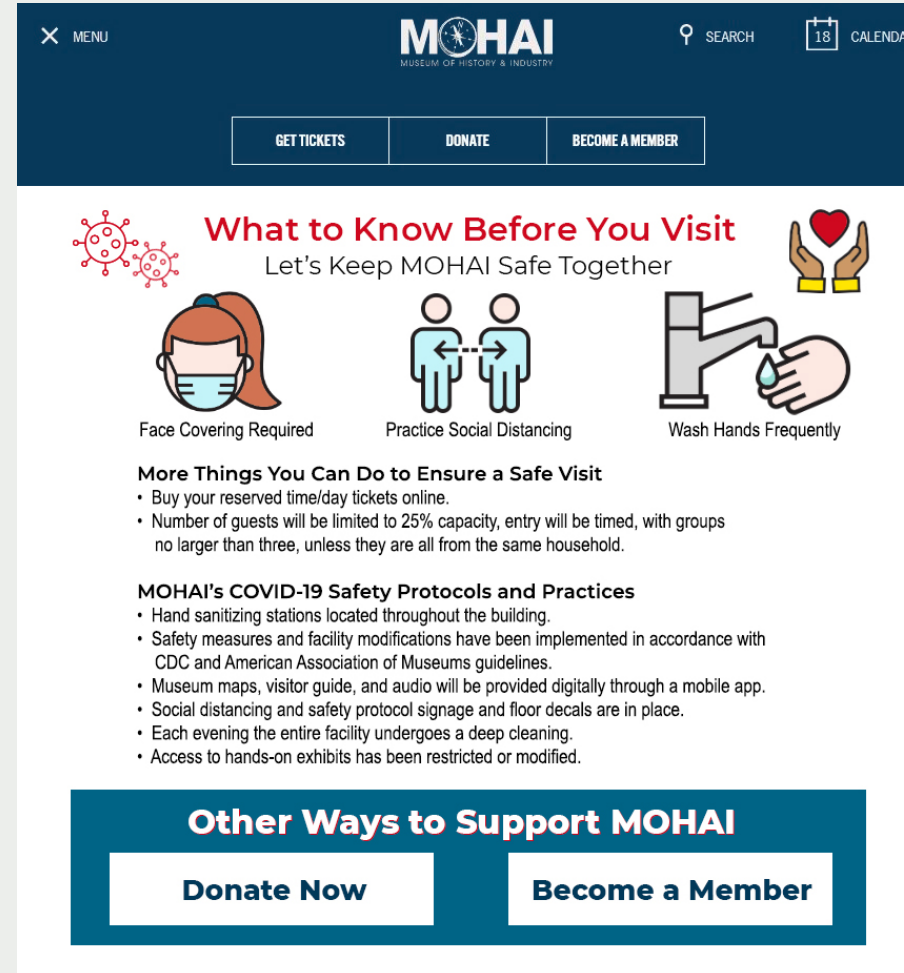 MENU
MOHAI
MUSEUM OF HISTORY & INDUSTRY
SEARCH
18
CALENDA
GET TICKETS
DONATE
BECOME A MEMBER
What to Know Before You Visit
Let's Keep MOHAI Safe Together
Face Covering Required
Practice Social Distancing
Wash Hands Frequently
More Things You Can Do to Ensure a Safe Visit
• Buy your reserved time/day tickets online.
• Number of guests will be limited to 25% capacity, entry will be timed, with groups
no larger than three, unless they are all from the same household.
MOHAI's COVID-19 Safety Protocols and Practices
• Hand sanitizing stations located throughout the building.
• Safety measures and facility modifications have been implemented in accordance with
CDC and American Association of Museums guidelines.
• Museum maps, visitor guide, and audio will be provided digitally through a mobile app.
• Social distancing and safety protocol signage and floor decals are in place.
• Each evening the entire facility undergoes a deep cleaning.
• Access to hands-on exhibits has been restricted or modified.
Other Ways to Support MOHAI
Donate Now
Become a Member